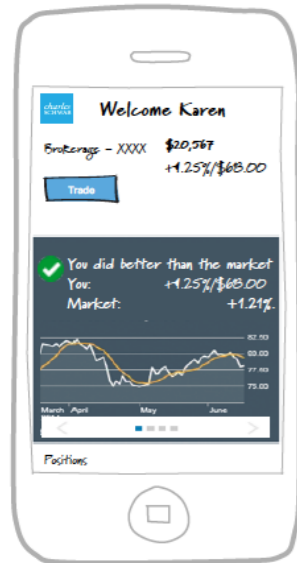 charles
SCHWAB
Welcome Karen
Brokerage - XXXX $20,567
+1.25%/$68.00
Trade
You did better than the market
You: +1.25%/$68.00
Market: +1.21%.
82.50
77.50
75.00
March April May June
Positions